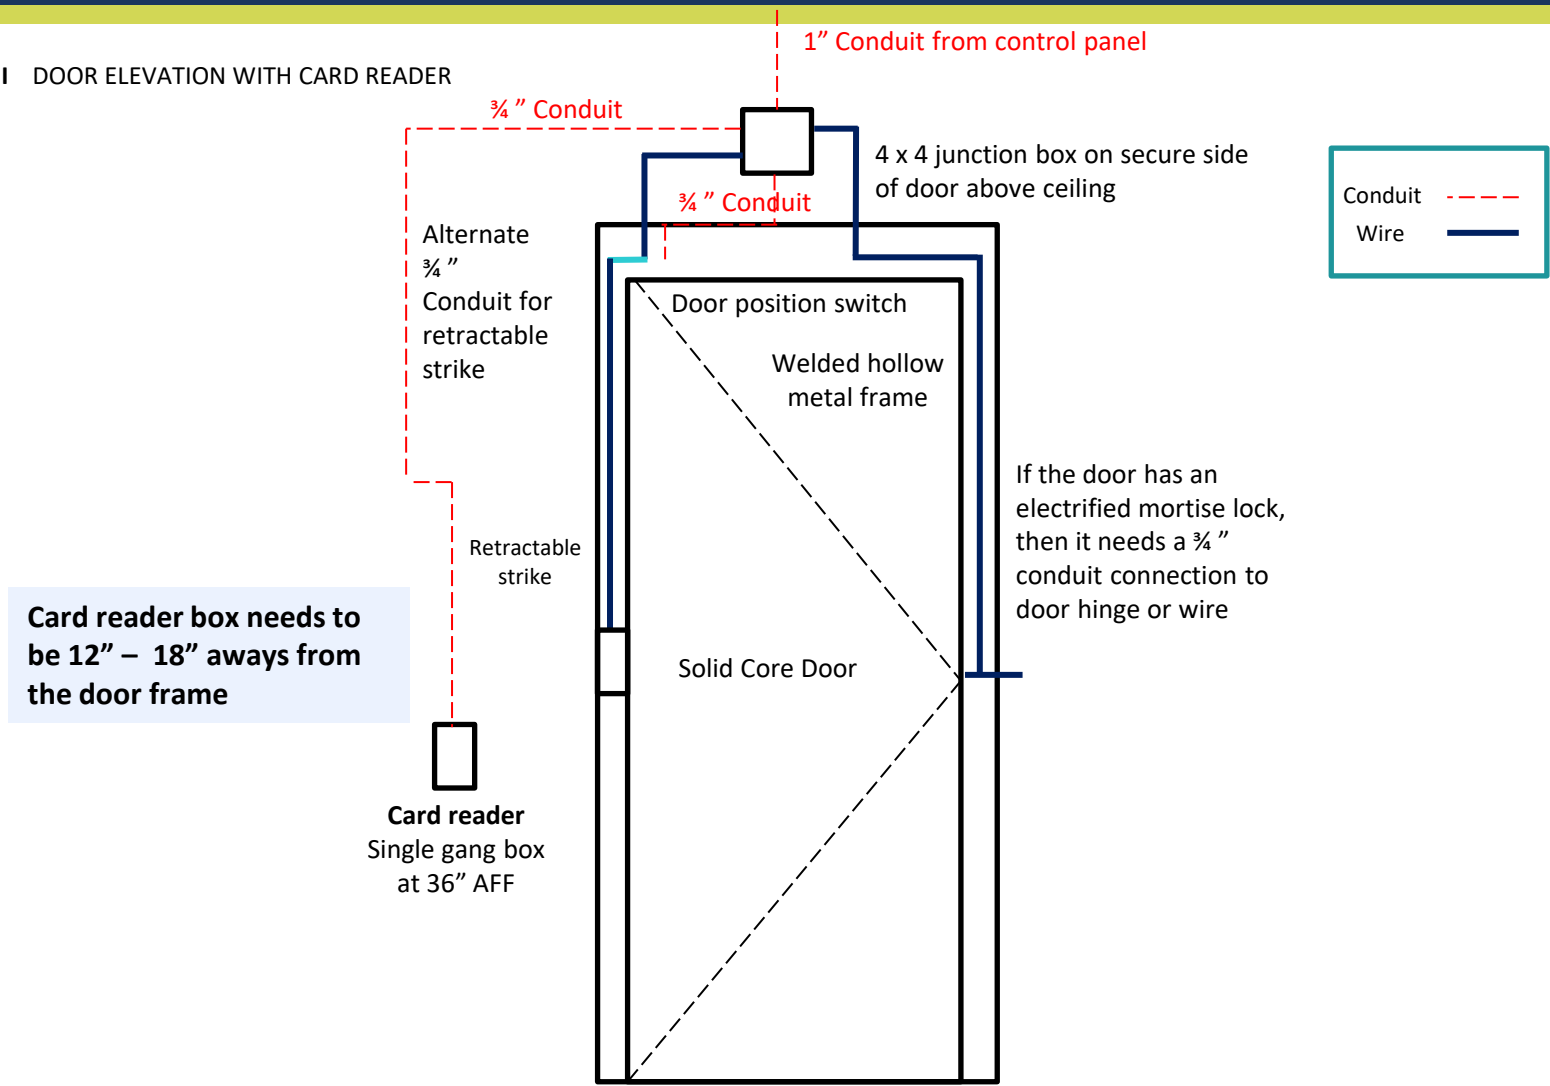 1” Conduit from control panel
I DOOR ELEVATION WITH CARD READER
¾ ” Conduit
4 x 4 junction box on secure side
of door above ceiling
Conduit
Wire
¾ ” Conduit
Alternate
¾ ”
Conduit for
retractable
strike
Door position switch
Welded hollow
metal frame
If the door has an
electrified mortise lock,
then it needs a ¾ ”
conduit connection to
door hinge or wire
Retractable
strike
Card reader box needs to
be 12” – 18” aways from
the door frame
Solid Core Door
Card reader
Single gang box
at 36” AFF